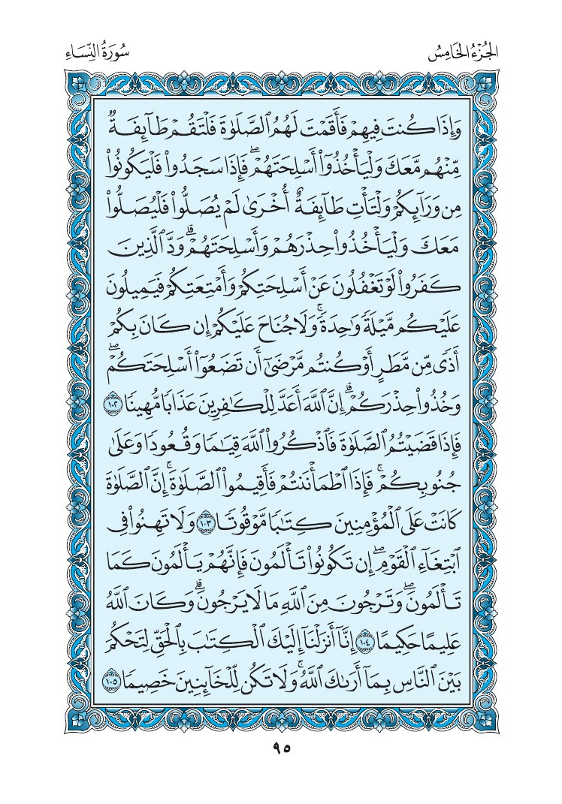 الجُزْءُ الخَامِسُ
سُورَةُ النِّسَاءِ
وَإِذَا كُنتَ فِيهِمْ فَأَقَمْتَ لَهُمُ ٱلصَّلَوٰةَ فَلْتَقُمْ طَآئِفَةٌ
مِّنْهُم مَّعَكَ وَلْيَأْخُذُوٓا۟ أَسْلِحَتَهُمْ ۖ فَإِذَا سَجَدُوا۟ فَلْيَكُونُوا۟
مِن وَرَآئِكُمْ وَلْتَأْتِ طَآئِفَةٌ أُخْرَىٰ لَمْ يُصَلُّوا۟ فَلْيُصَلُّوا۟
مَعَكَ وَلْيَأْخُذُوا۟ حِذْرَهُمْ وَأَسْلِحَتَهُمْ ۗ وَدَّ ٱلَّذِينَ
كَفَرُوا۟ لَوْ تَغْفُلُونَ عَنْ أَسْلِحَتِكُمْ وَأَمْتِعَتِكُمْ فَيَمِيلُونَ
عَلَيْكُم مَّيْلَةً وَٰحِدَةً ۚ وَلَا جُنَاحَ عَلَيْكُمْ إِن كَانَ بِكُمْ
أَذًى مِّن مَّطَرٍ أَوْ كُنتُم مَّرْضَىٰٓ أَن تَضَعُوٓا۟ أَسْلِحَتَكُمْ ۖ
وَخُذُوا۟ حِذْرَكُمْ ۗ إِنَّ ٱللَّهَ أَعَدَّ لِلْكَٰفِرِينَ عَذَابًا مُّهِينًا ١٠٢
فَإِذَا قَضَيْتُمُ ٱلصَّلَوٰةَ فَٱذْكُرُوا۟ ٱللَّهَ قِيَٰمًا وَقُعُودًا وَعَلَىٰ
جُنُوبِكُمْ ۚ فَإِذَا ٱطْمَأْنَنتُمْ فَأَقِيمُوا۟ ٱلصَّلَوٰةَ ۚ إِنَّ ٱلصَّلَوٰةَ
كَانَتْ عَلَى ٱلْمُؤْمِنِينَ كِتَٰبًا مَّوْقُوتًا ١٠٣ وَلَا تَهِنُوا۟ فِى
ٱبْتِغَآءِ ٱلْقَوْمِ ۖ إِن تَكُونُوا۟ تَأْلَمُونَ فَإِنَّهُمْ يَأْلَمُونَ كَمَا
تَأْلَمُونَ ۖ وَتَرْجُونَ مِنَ ٱللَّهِ مَا لَا يَرْجُونَ ۗ وَكَانَ ٱللَّهُ
عَلِيمًا حَكِيمًا ١٠٤ إِنَّآ أَنزَلْنَآ إِلَيْكَ ٱلْكِتَٰبَ بِٱلْحَقِّ لِتَحْكُمَ
بَيْنَ ٱلنَّاسِ بِمَآ أَرَىٰكَ ٱللَّهُ ۚ وَلَا تَكُن لِّلْخَآئِنِينَ خَصِيمًا ١٠٥
٩٥